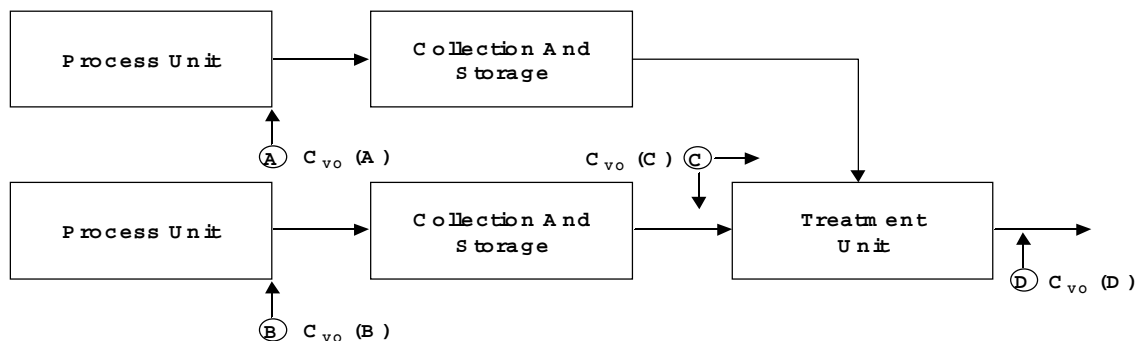 Process Unit
Collection And
Storage
A Cvo (A)
Cvo (C) C
Process Unit
Collection And
Storage
Treatment
Unit
B Cvo (B)
D Cvo (D)